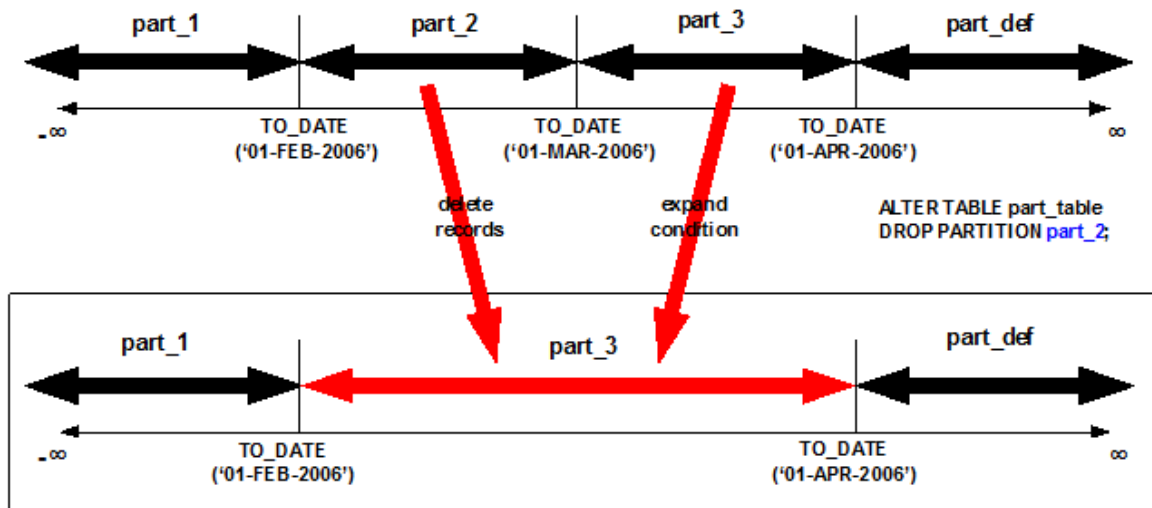 part_1
part_2
part_3
part_def
-∞
TO_DATE
(‘01-FEB-2006’)
TO_DATE
(‘01-MAR-2006’)
TO_DATE
(‘01-APR-2006’)
∞
delete
records
expand
condition
ALTER TABLE part_table
DROP PARTITION part_2;
part_1
part_3
part_def
-∞
TO_DATE
(‘01-FEB-2006’)
TO_DATE
(‘01-APR-2006’)
∞